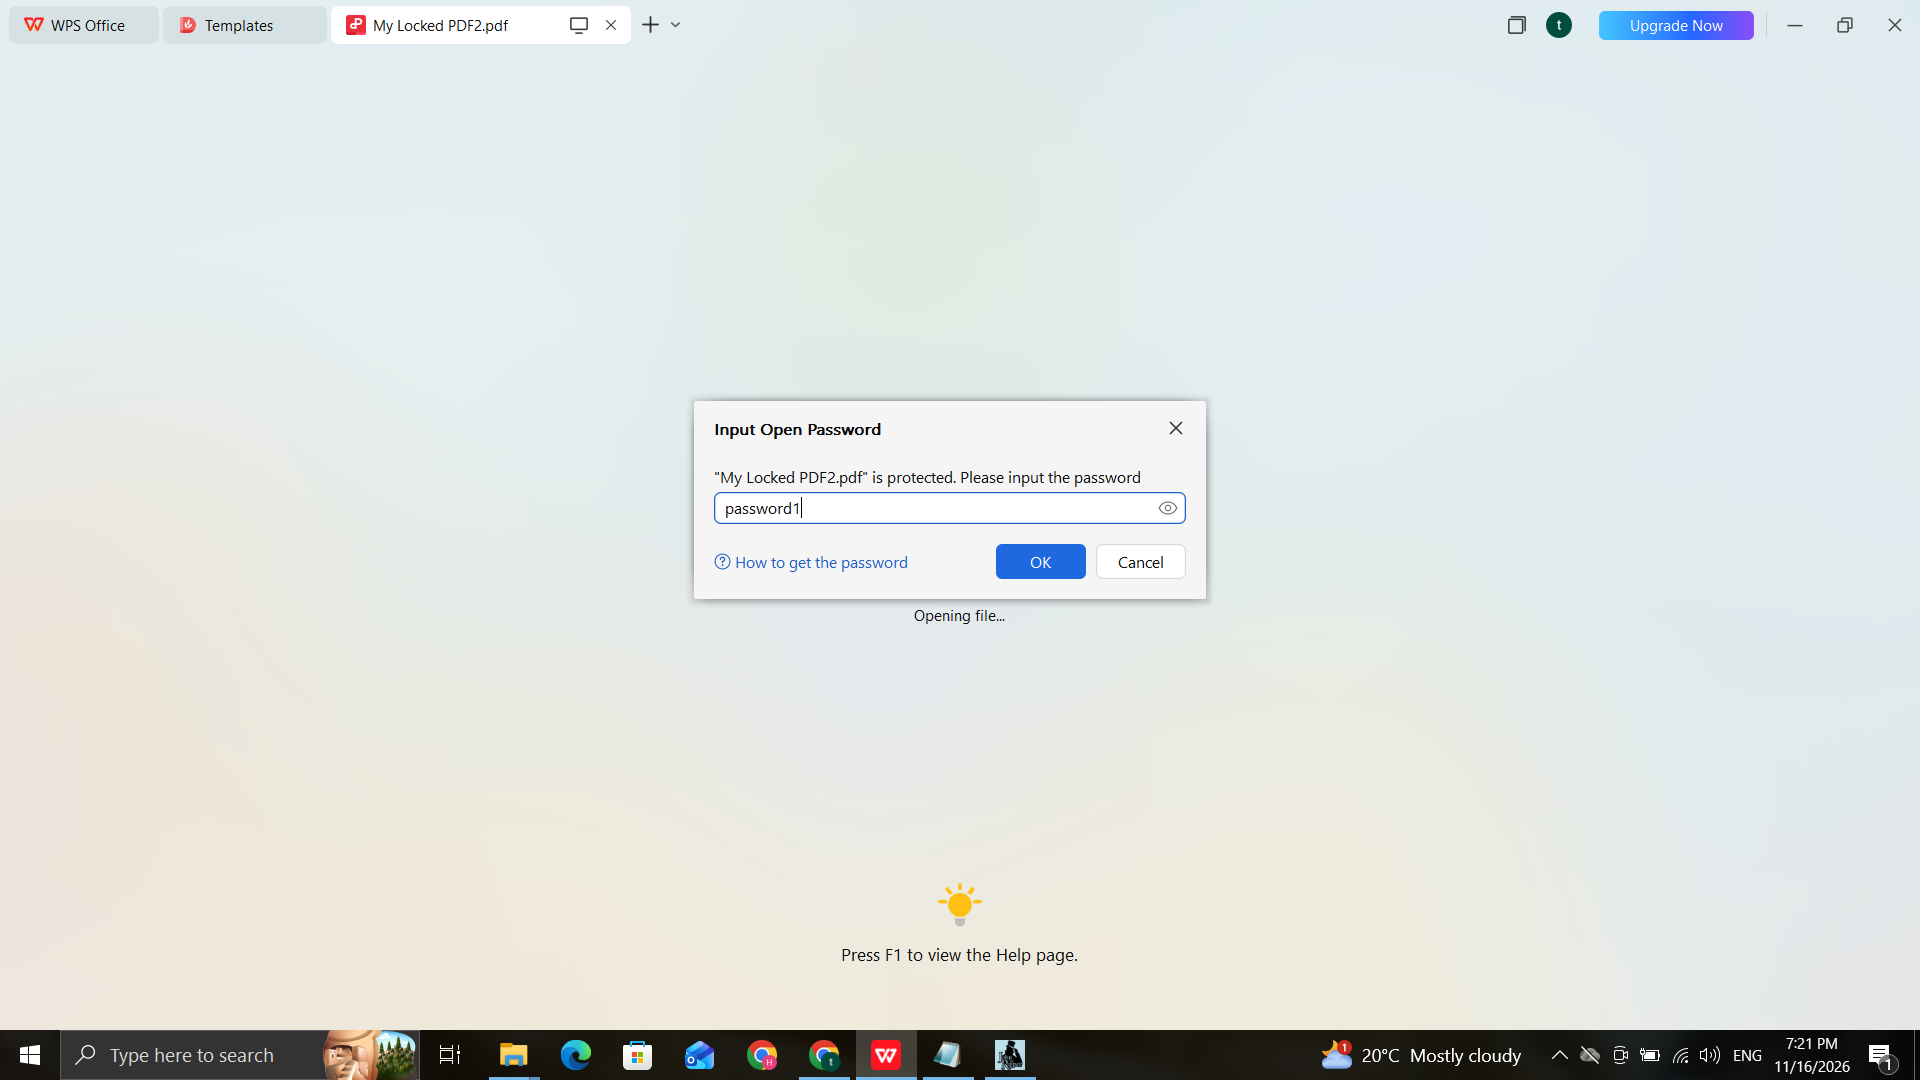 WPS Office
Templates
My Locked PDF2.pdf
t
Upgrade Now
Input Open Password
"My Locked PDF2.pdf" is protected. Please input the password
password1
How to get the password
OK
Cancel
Opening file...
Press F1 to view the Help page.
Type here to search
1
20°C Mostly cloudy
ENG
7:21 PM
11/16/2026
1